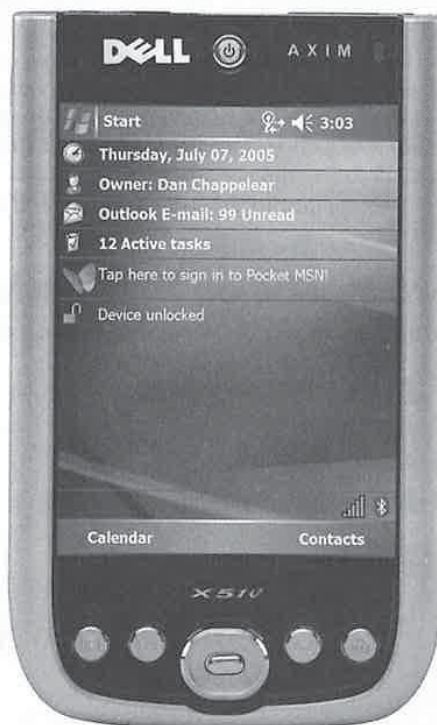 DELL AXIM
Start 3:03
Thursday, July 07, 2005
Owner: Dan Chappelear
Outlook E-mail: 99 Unread
12 Active tasks
Tap here to sign in to Pocket MSN!
Device unlocked
Calendar Contacts
X51v